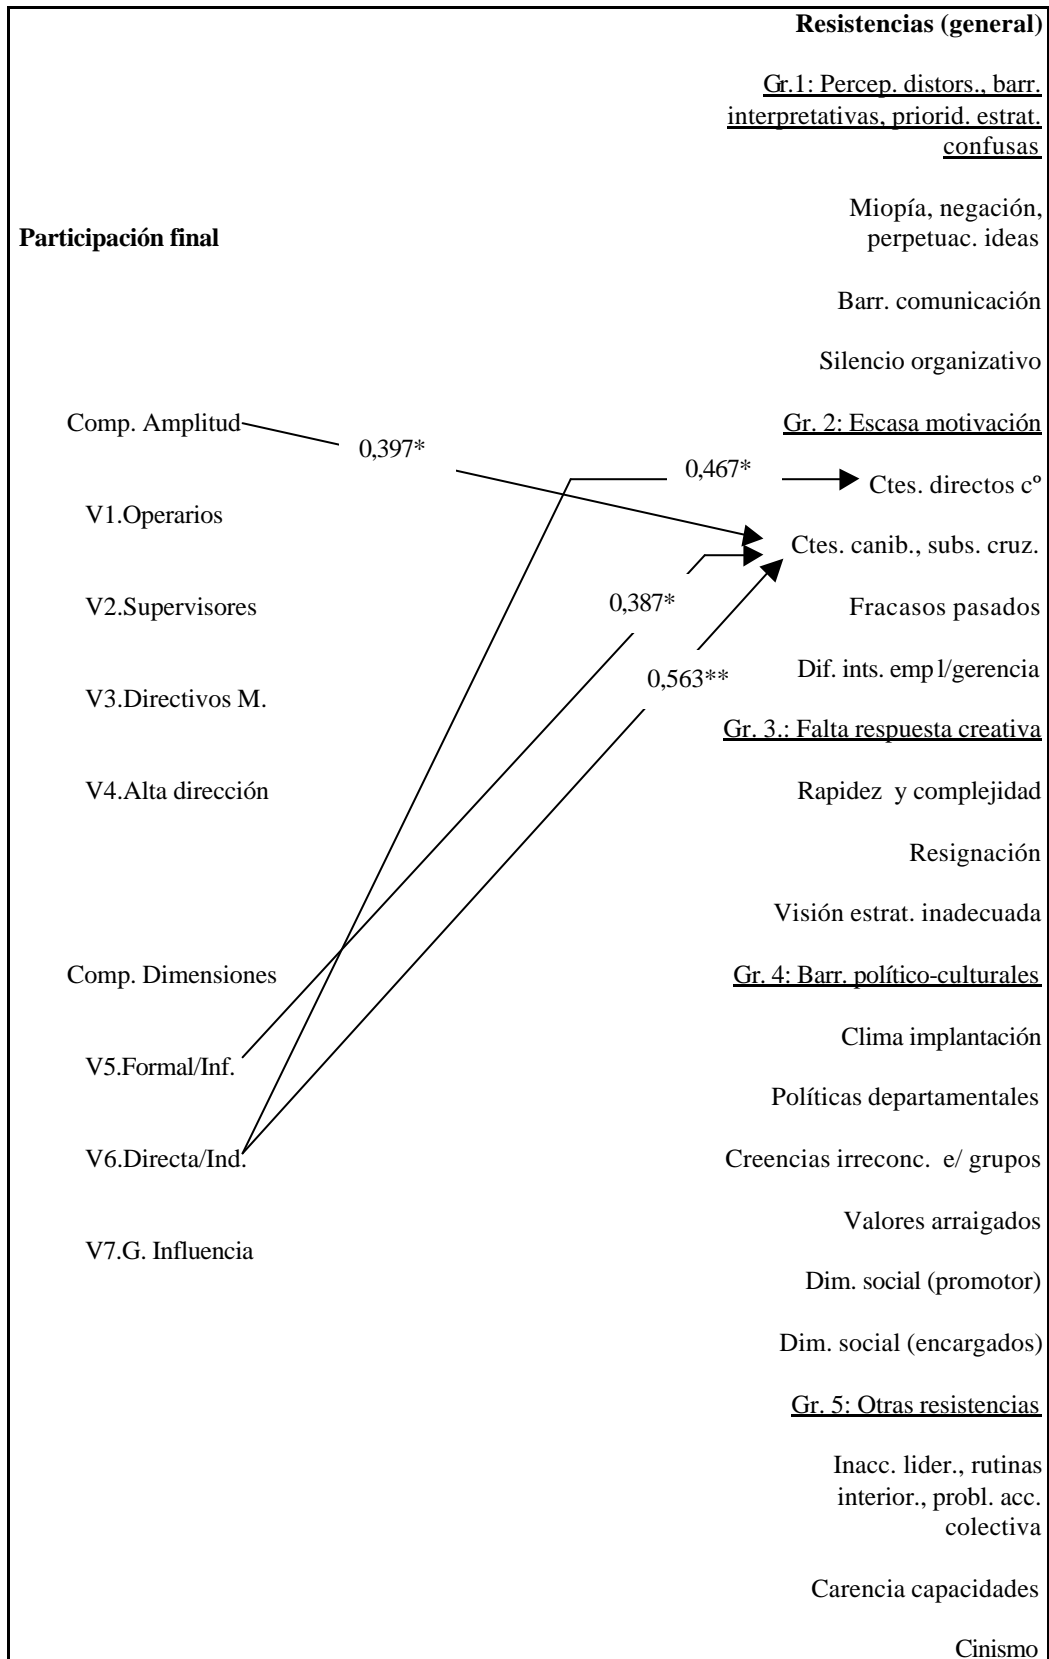 Resistencias (general)
Gr.1: Percep. distors., barr.
interpretativas, priorid. estrat.
confusas
Miopía, negación,
Participación final
perpetuac. ideas
Barr. comunicación
Silencio organizativo
Comp. Amplitud
Gr. 2: Escasa motivación
0,397*
0,467*
Ctes. directos cº
V1.Operarios
Ctes. canib., subs. cruz.
V2.Supervisores
0,387*
Fracasos pasados
0,563**
Dif. ints. empl/gerencia
V3.Directivos M.
Gr. 3.: Falta respuesta creativa
V4.Alta dirección
Rapidez y complejidad
Resignación
Visión estrat. inadecuada
Comp. Dimensiones
Gr. 4: Barr. político-culturales
Clima implantación
V5.Formal/Inf.
Políticas departamentales
V6.Directa/Ind.
Creencias irreconc. e/ grupos
Valores arraigados
V7.G. Influencia
Dim. social (promotor)
Dim. social (encargados)
Gr. 5: Otras resistencias
Inacc. lider., rutinas
interior., probl. acc.
colectiva
Carencia capacidades
Cinismo